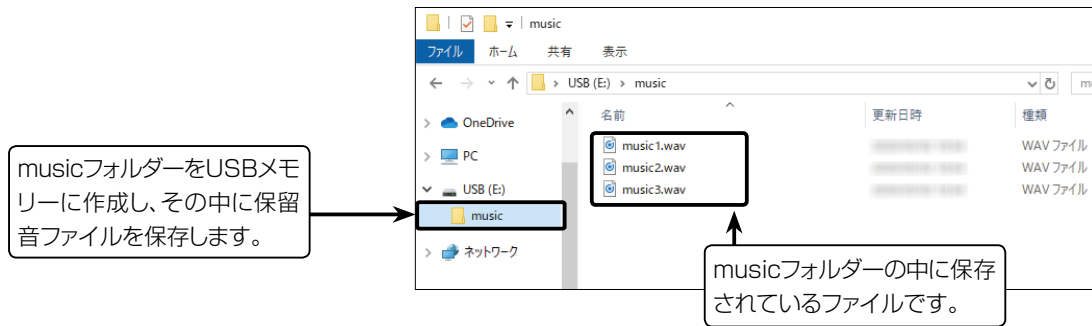 music
ファイル ホーム 共有 表示
USB (E:) › music
名前 更新日時 種類
OneDrive
PC
USB (E:)
music
ネットワーク
music1.wav WAV ファイル
music2.wav WAV ファイル
music3.wav WAV ファイル
musicフォルダーをUSBメモ
リーに作成し、その中に保留
音ファイルを保存します。
musicフォルダーの中に保存
されているファイルです。